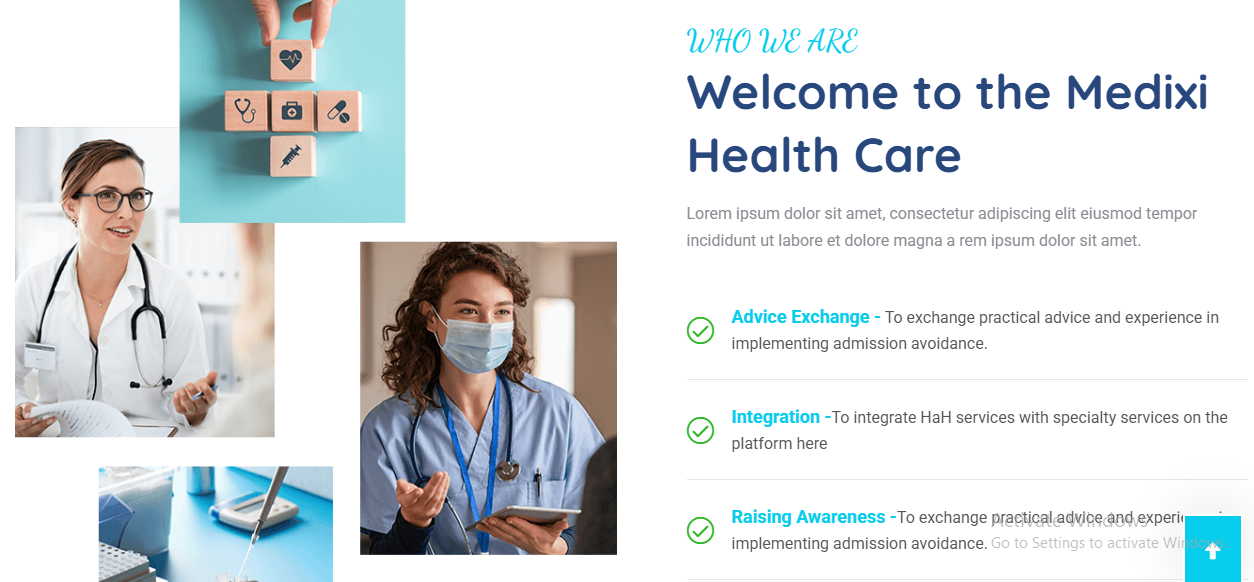 WHO WE ARE
Welcome to the Medixi
Health Care
Lorem ipsum dolor sit amet, consectetur adipiscing elit eiusmod tempor
incididunt ut labore et dolore magna a rem ipsum dolor sit amet.
Advice Exchange - To exchange practical advice and experience in
implementing admission avoidance.
Integration -To integrate HaH services with specialty services on the
platform here
Raising Awareness -To exchange practical advice and
implementing admission avoidance.
Activate Windows
Go to Settings to activate Windows.